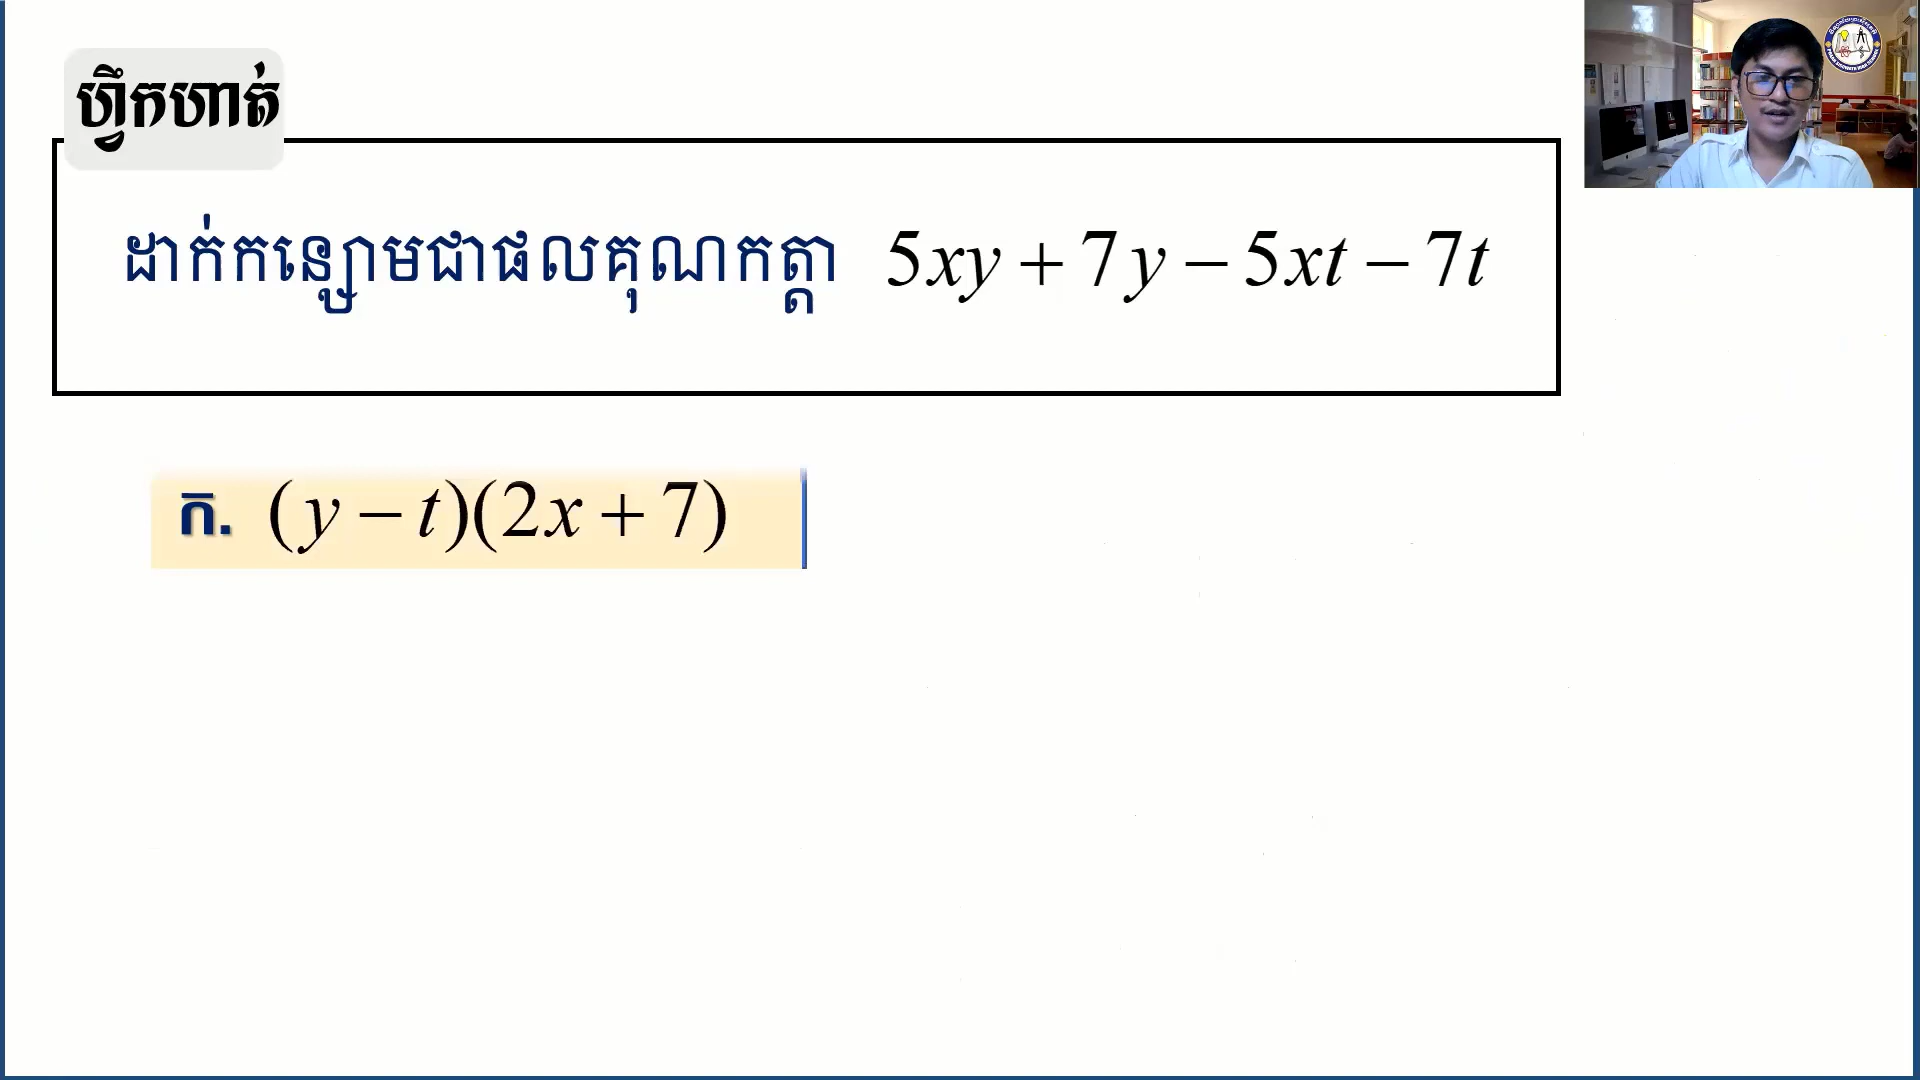 ហ្វឹកហាត់
ដាក់កន្សោមជាផលគុណកត្តា 5xy + 7y − 5xt − 7t
ក. (y − t)(2x + 7)